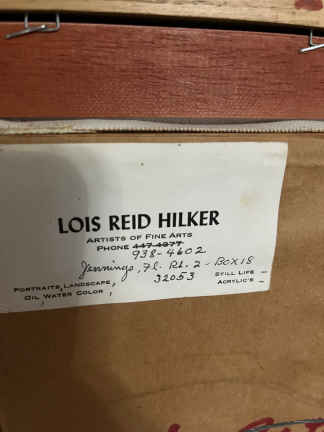 LOIS REID HILKER
ARTISTS OF FINE ARTS
PHONE 447-4377
938-4602
Jennings, Fl. Rt. 2 - BOX 18
32053
PORTRAITS, LANDSCAPE, STILL LIFE
OIL WATER COLOR, ACRYLIC'S